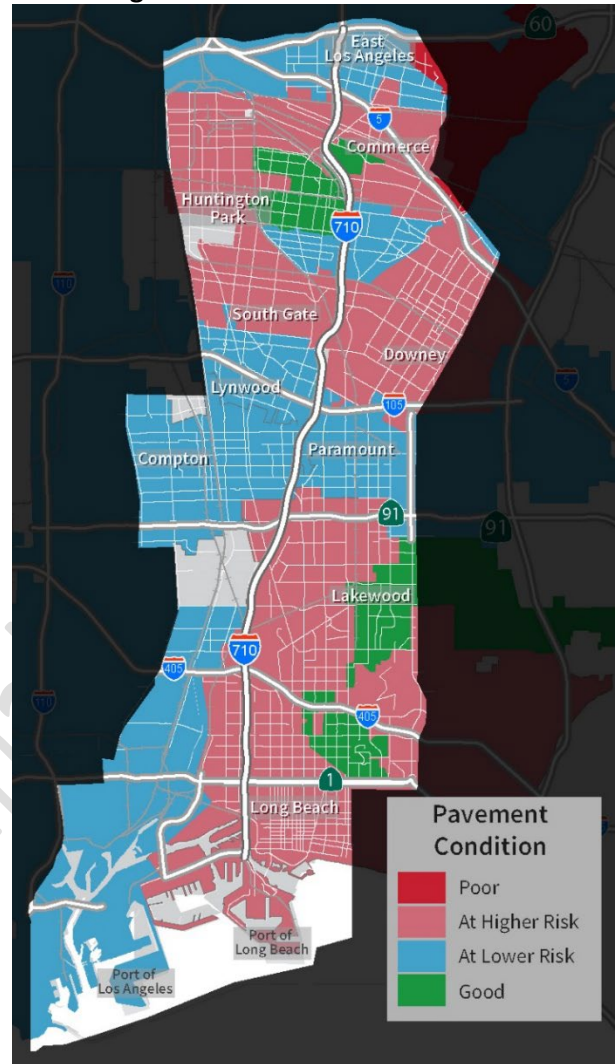 60
East
Los Angeles
5
Commerce
Huntington
Park
710
110
South Gate
Downey
5
Lynwood
105
Compton
Paramount
91
91
Lakewood
710
405
110
405
1
Long Beach
Pavement
Condition
Poor
At Higher Risk
At Lower Risk
Good
Port of
Long Beach
Port of
Los Angeles